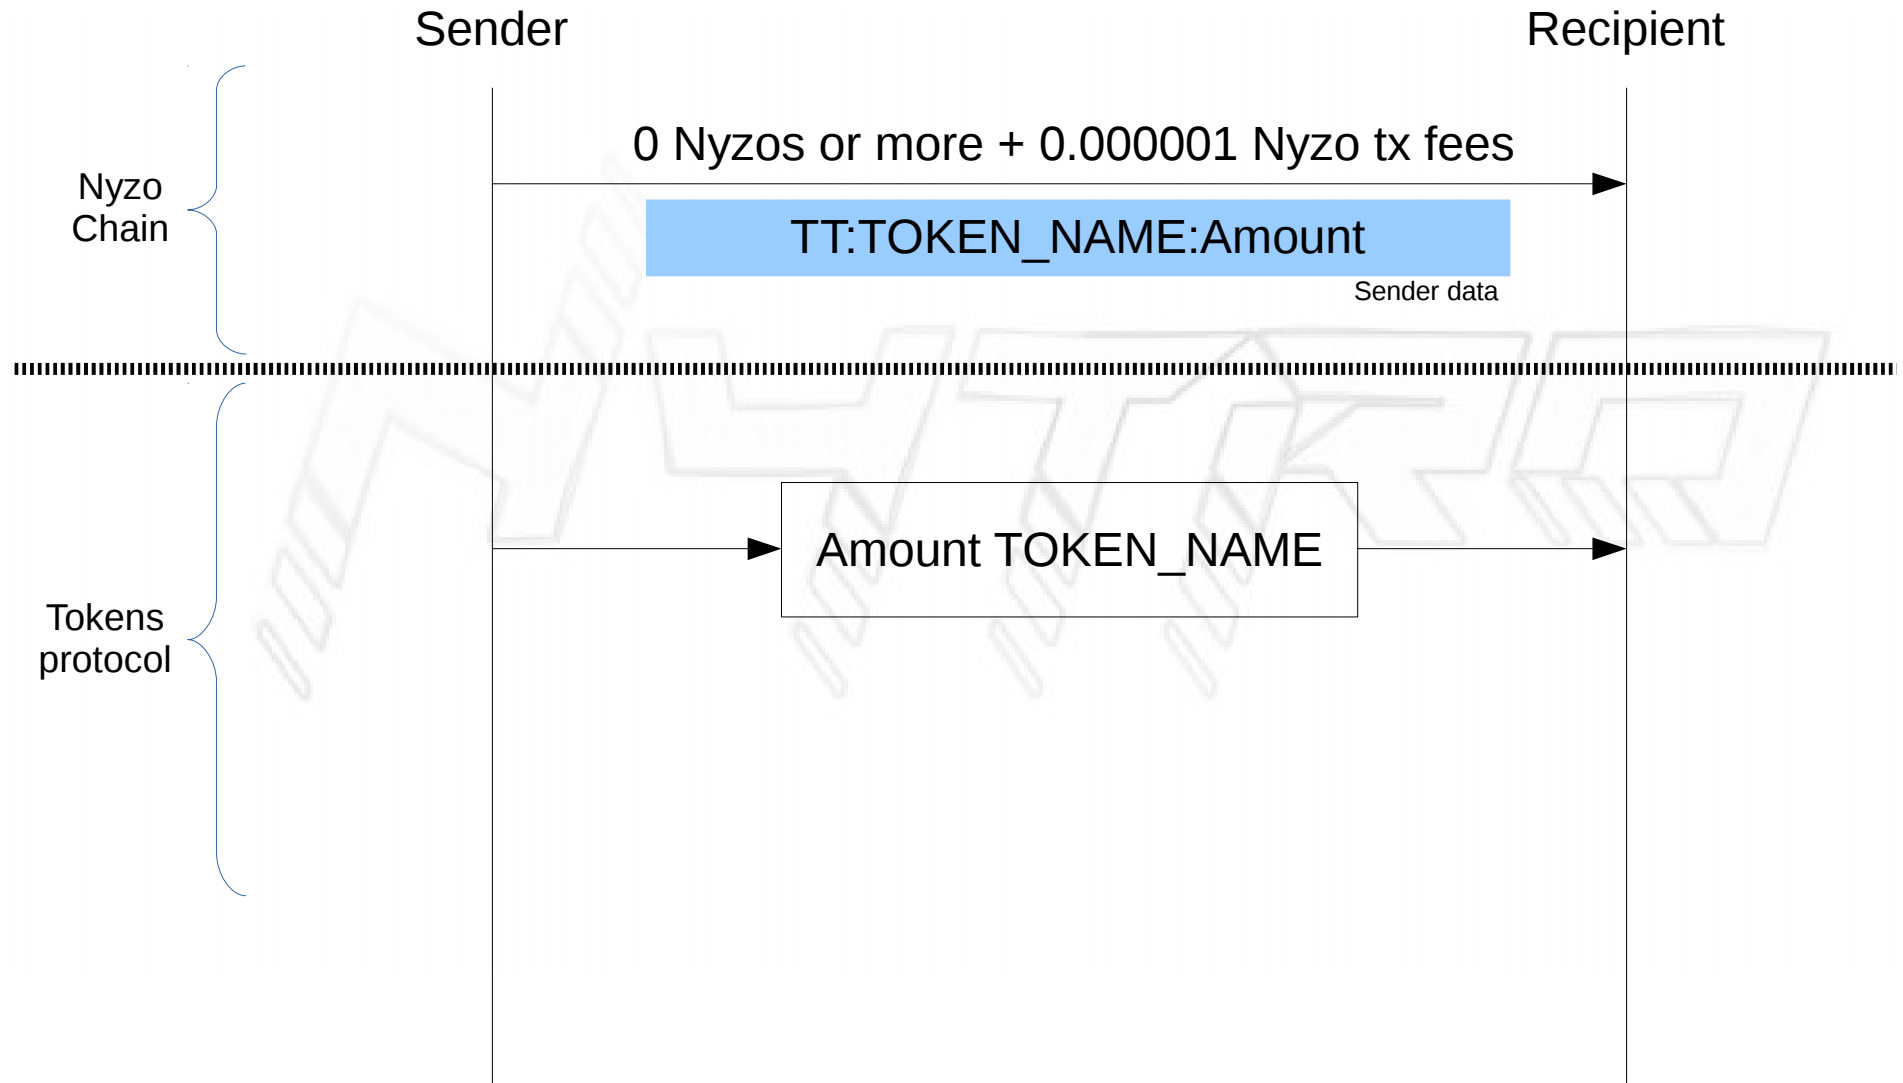 Sender
Recipient
0 Nyzos or more + 0.000001 Nyzo tx fees
Nyzo
Chain
TT:TOKEN_NAME:Amount
Sender data
NYTRO
Amount TOKEN_NAME
Tokens
protocol